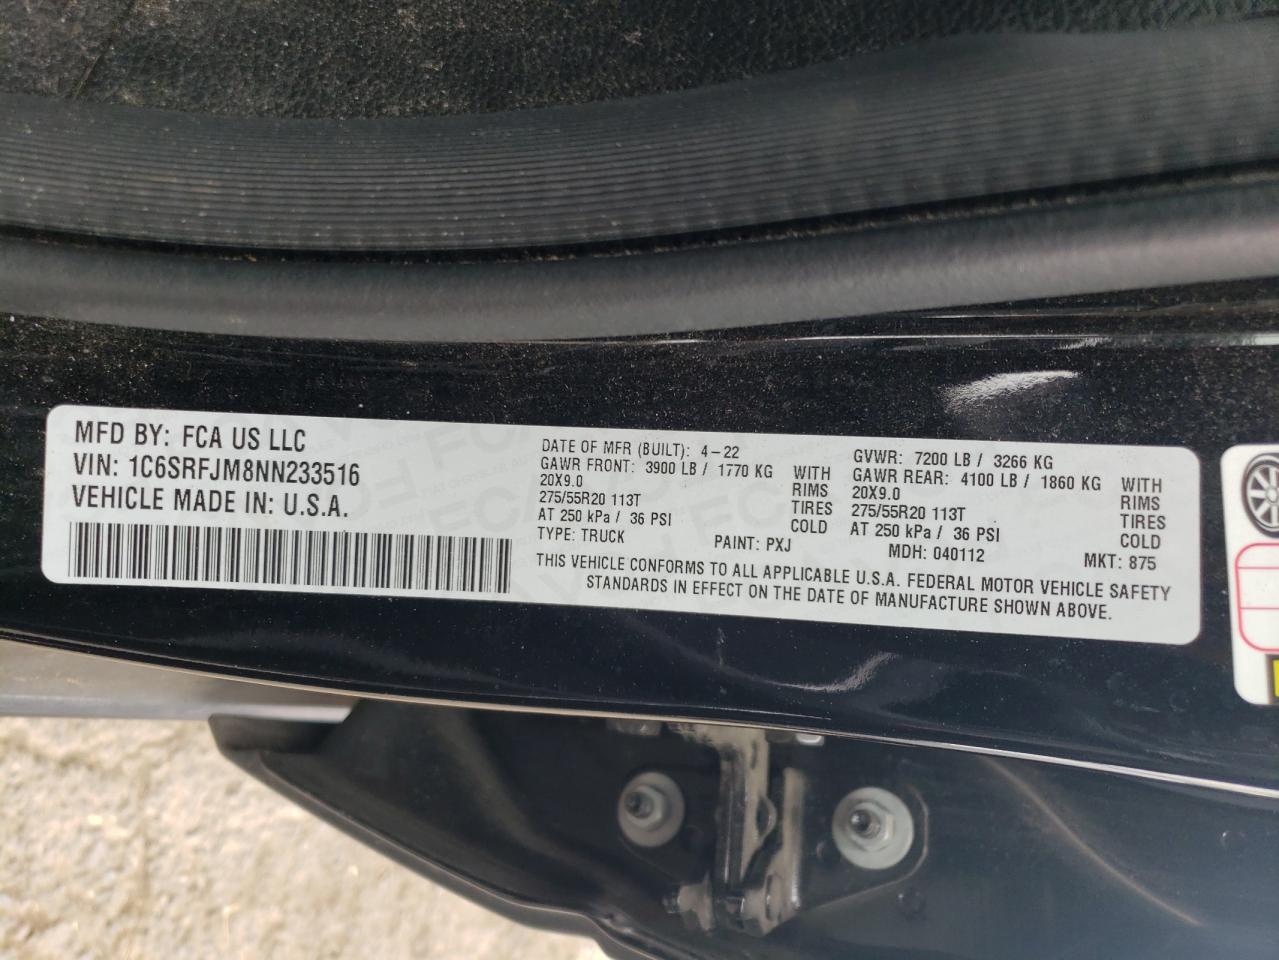 MFD BY: FCA US LLC
VIN: 1C6SRFJM8NN233516
VEHICLE MADE IN: U.S.A.
DATE OF MFR (BUILT): 4-22
GAWR FRONT: 3900 LB / 1770 KG WITH
20X9.0 RIMS
275/55R20 113T TIRES
AT 250 kPa / 36 PSI COLD
TYPE: TRUCK PAINT: PXJ
GVWR: 7200 LB / 3266 KG
GAWR REAR: 4100 LB / 1860 KG WITH
20X9.0 RIMS
275/55R20 113T TIRES
AT 250 kPa / 36 PSI COLD
MDH: 040112 MKT: 875
THIS VEHICLE CONFORMS TO ALL APPLICABLE U.S.A. FEDERAL MOTOR VEHICLE SAFETY
STANDARDS IN EFFECT ON THE DATE OF MANUFACTURE SHOWN ABOVE.